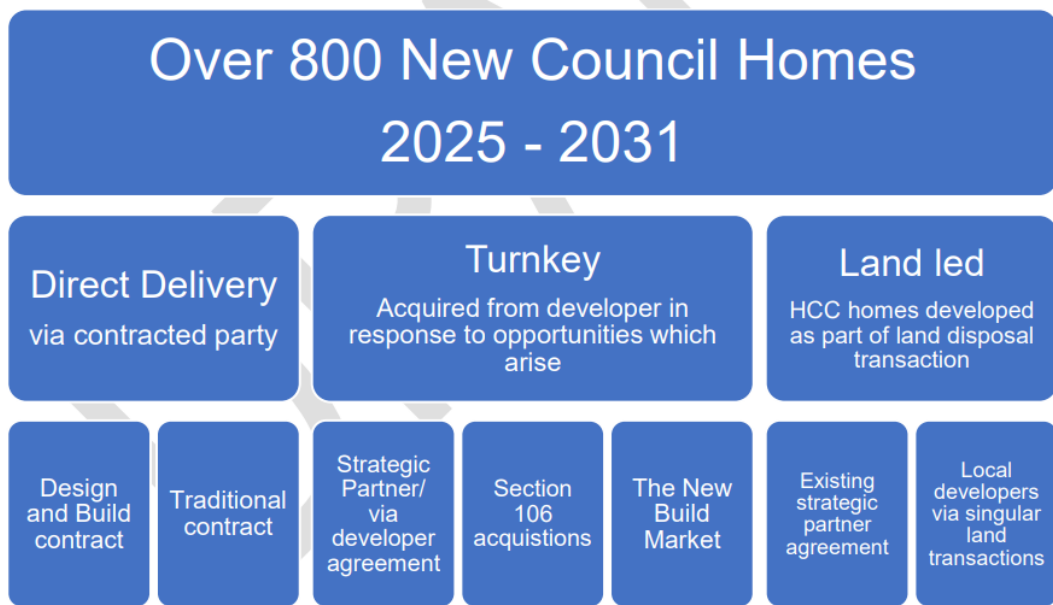 Over 800 New Council Homes
2025 - 2031
Direct Delivery
via contracted party
Turnkey
Acquired from developer in
response to opportunities which
arise
Land led
HCC homes developed
as part of land disposal
transaction
Design
and Build
contract
Traditional
contract
Strategic
Partner/
via
developer
agreement
Section
106
acquistions
The New
Build
Market
Existing
strategic
partner
agreement
Local
developers
via singular
land
transactions